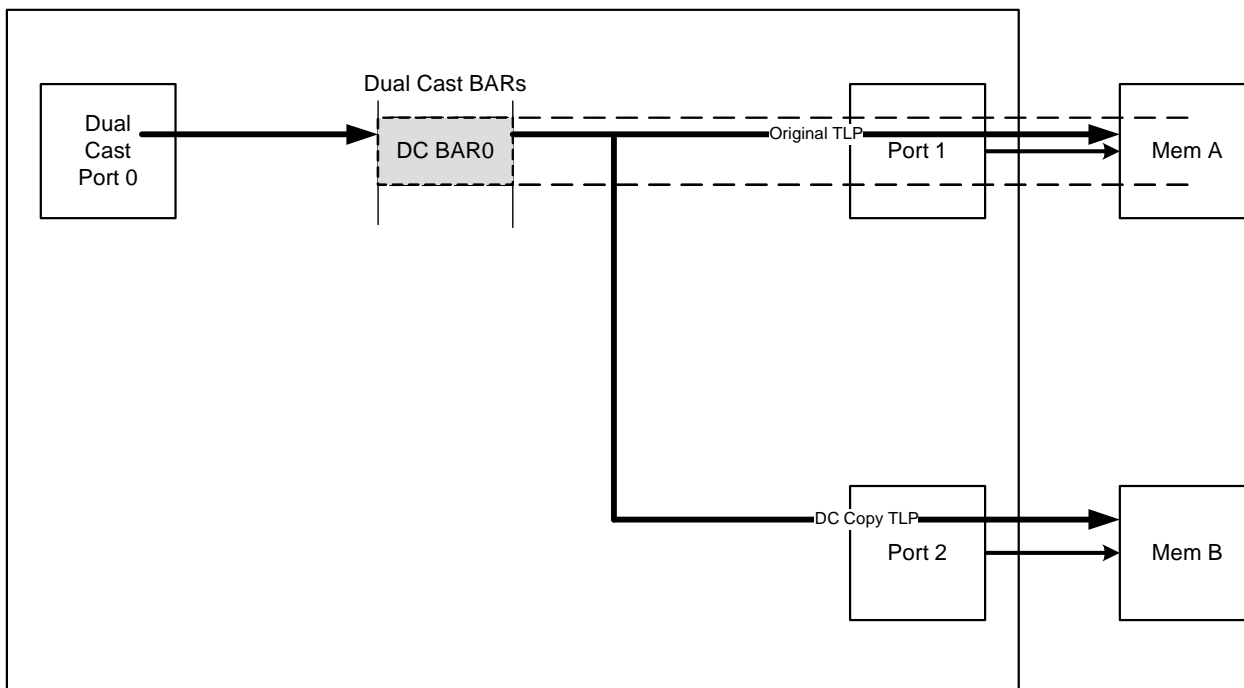 Dual Cast BARs
Dual
Cast
Port 0
DC BAR0
Original TLP
Port 1
Mem A
DC Copy TLP
Port 2
Mem B